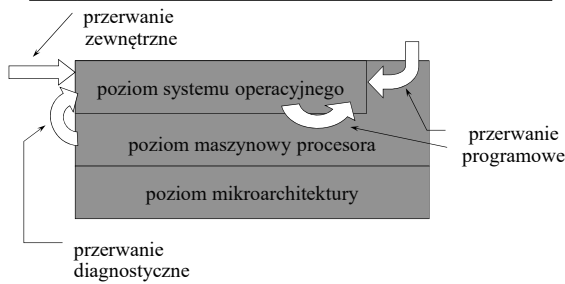 przerwanie
zewnętrzne
poziom systemu operacyjnego
poziom maszynowy procesora
przerwanie
programowe
poziom mikroarchitektury
przerwanie
diagnostyczne